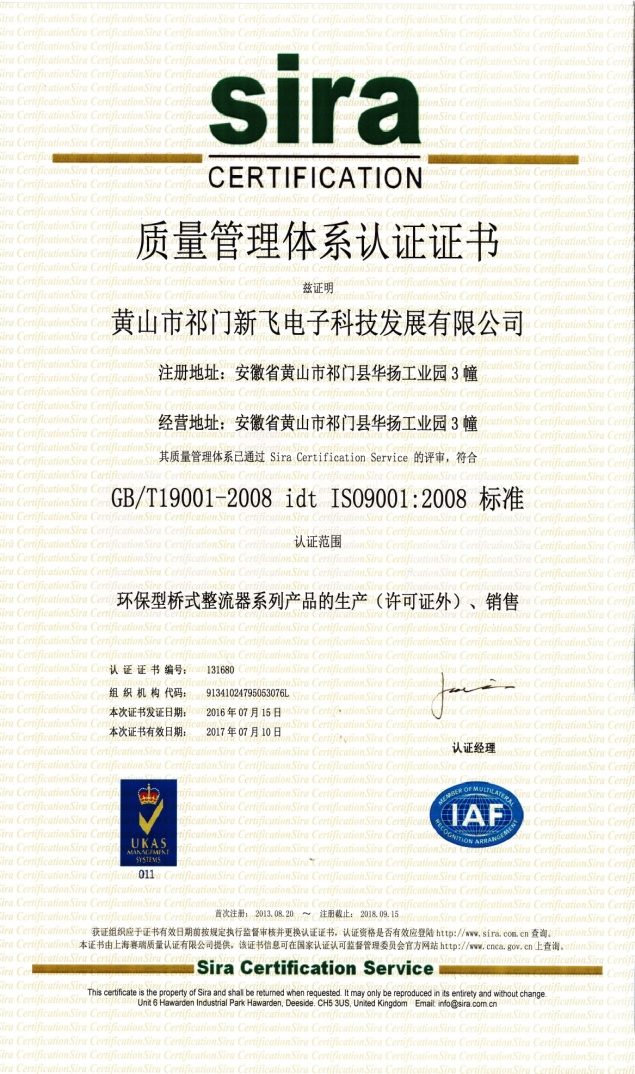 sira
CERTIFICATION
质量管理体系认证证书
兹证明
黄山市祁门新飞电子科技发展有限公司
注册地址：安徽省黄山市祁门县华扬工业园 3 幢
经营地址：安徽省黄山市祁门县华扬工业园 3 幢
其质量管理体系已通过 Sira Certification Service 的评审，符合
GB/T19001-2008 idt ISO9001:2008 标准
认证范围
环保型桥式整流器系列产品的生产（许可证外）、销售
认证证书编号： 131680
组织机构代码： 91341024795053076L
本次证书发证日期： 2016 年 07 月 15 日
本次证书有效日期： 2017 年 07 月 10 日
认证经理
UKAS
MANAGEMENT
SYSTEMS
011
MEMBER OF MULTILATERAL
IAF
RECOGNITION ARRANGEMENT
首次注册： 2013.08.20 ～ 注册截止： 2018.09.15
获证组织应于证书有效日期前按规定执行监督审核并更换认证证书，认证资格是否有效应登陆 http://www.sira.com.cn 查询。
本证书由上海赛瑞质量认证有限公司提供，该证书信息可在国家认证认可监督管理委员会官方网站 http://www.cnca.gov.cn 上查询。
Sira Certification Service
This certificate is the property of Sira and shall be returned when requested. It may only be reproduced in its entirety and without change.
Unit 6 Hawarden Industrial Park Hawarden, Deeside. CH5 3US, United Kingdom Email: info@sira.com.cn